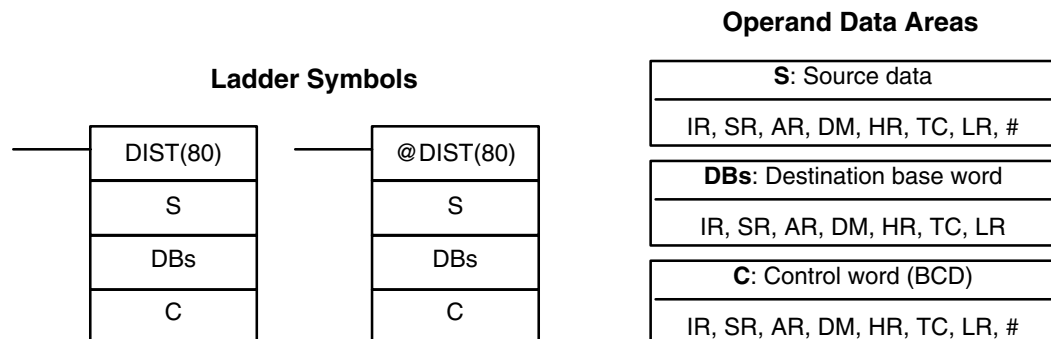 Ladder Symbols
DIST(80)
S
DBs
C
@DIST(80)
S
DBs
C
Operand Data Areas
S: Source data
IR, SR, AR, DM, HR, TC, LR, #
DBs: Destination base word
IR, SR, AR, DM, HR, TC, LR
C: Control word (BCD)
IR, SR, AR, DM, HR, TC, LR, #